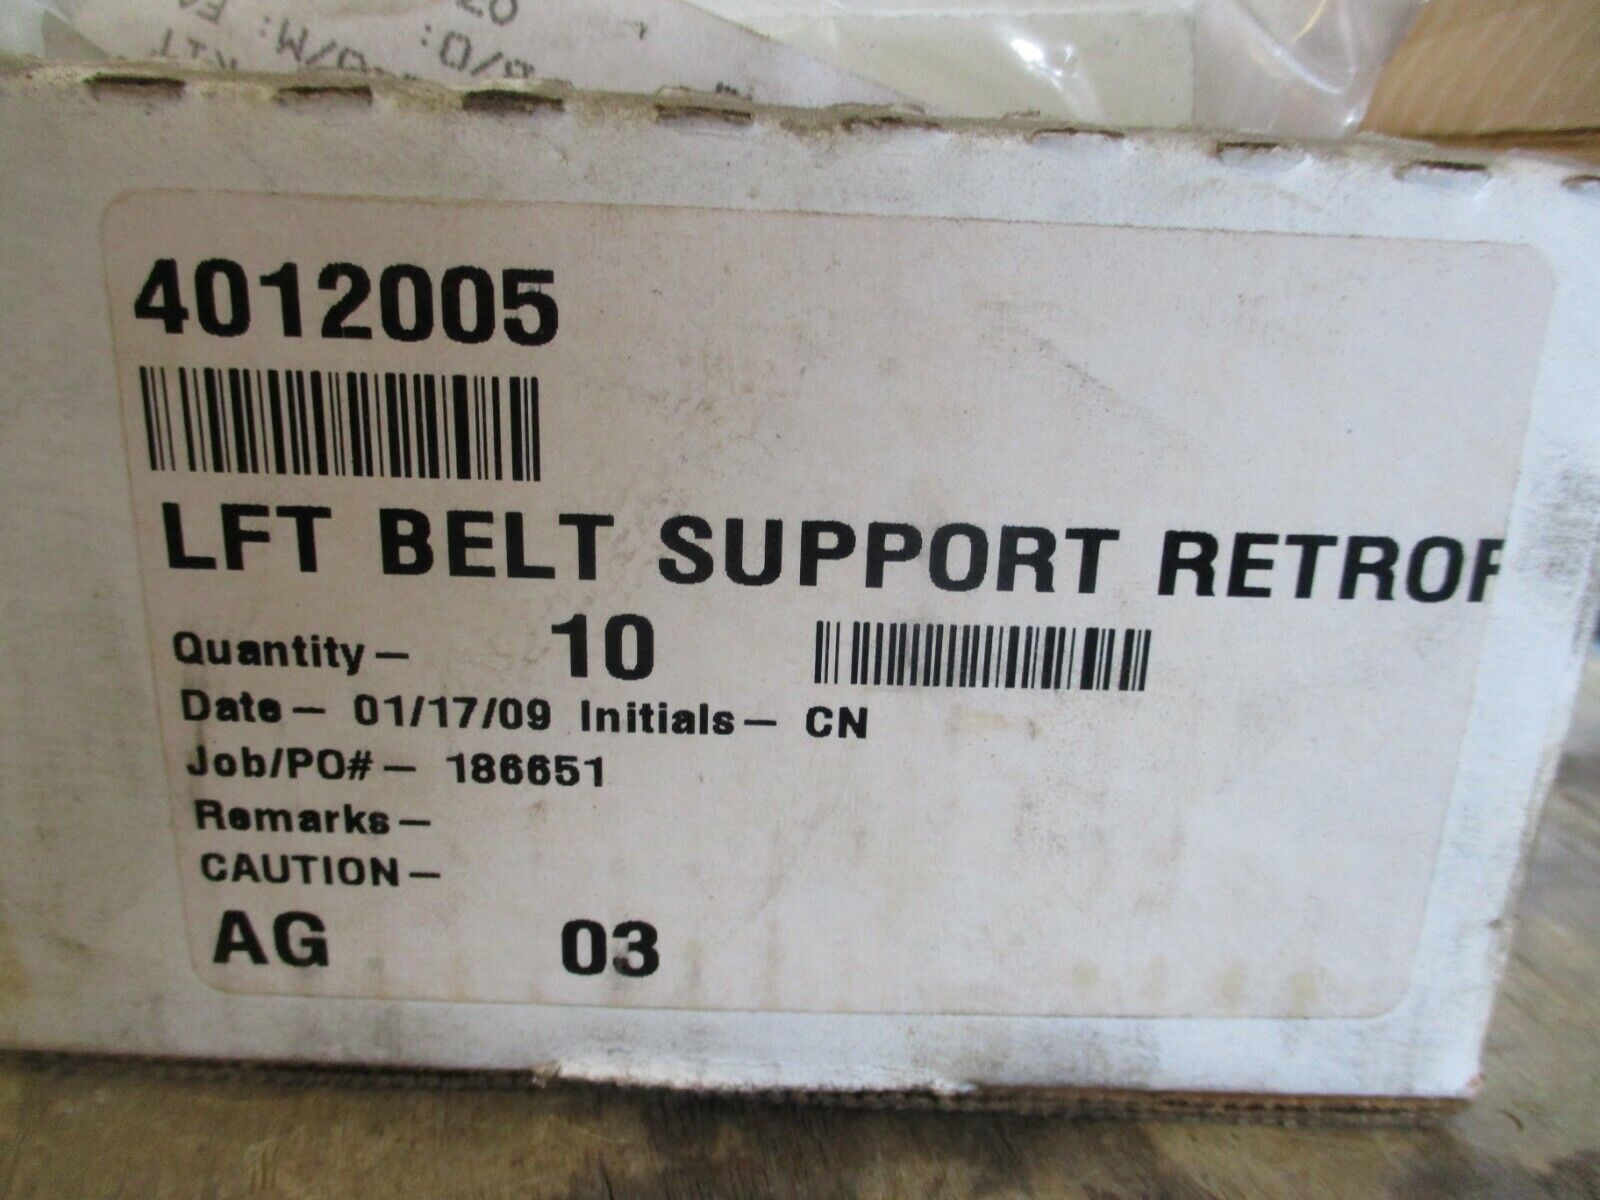 4012005
LFT BELT SUPPORT RETROF
Quantity- 10
Date- 01/17/09 Initials- CN
Job/PO#- 186651
Remarks-
CAUTION-
AG 03